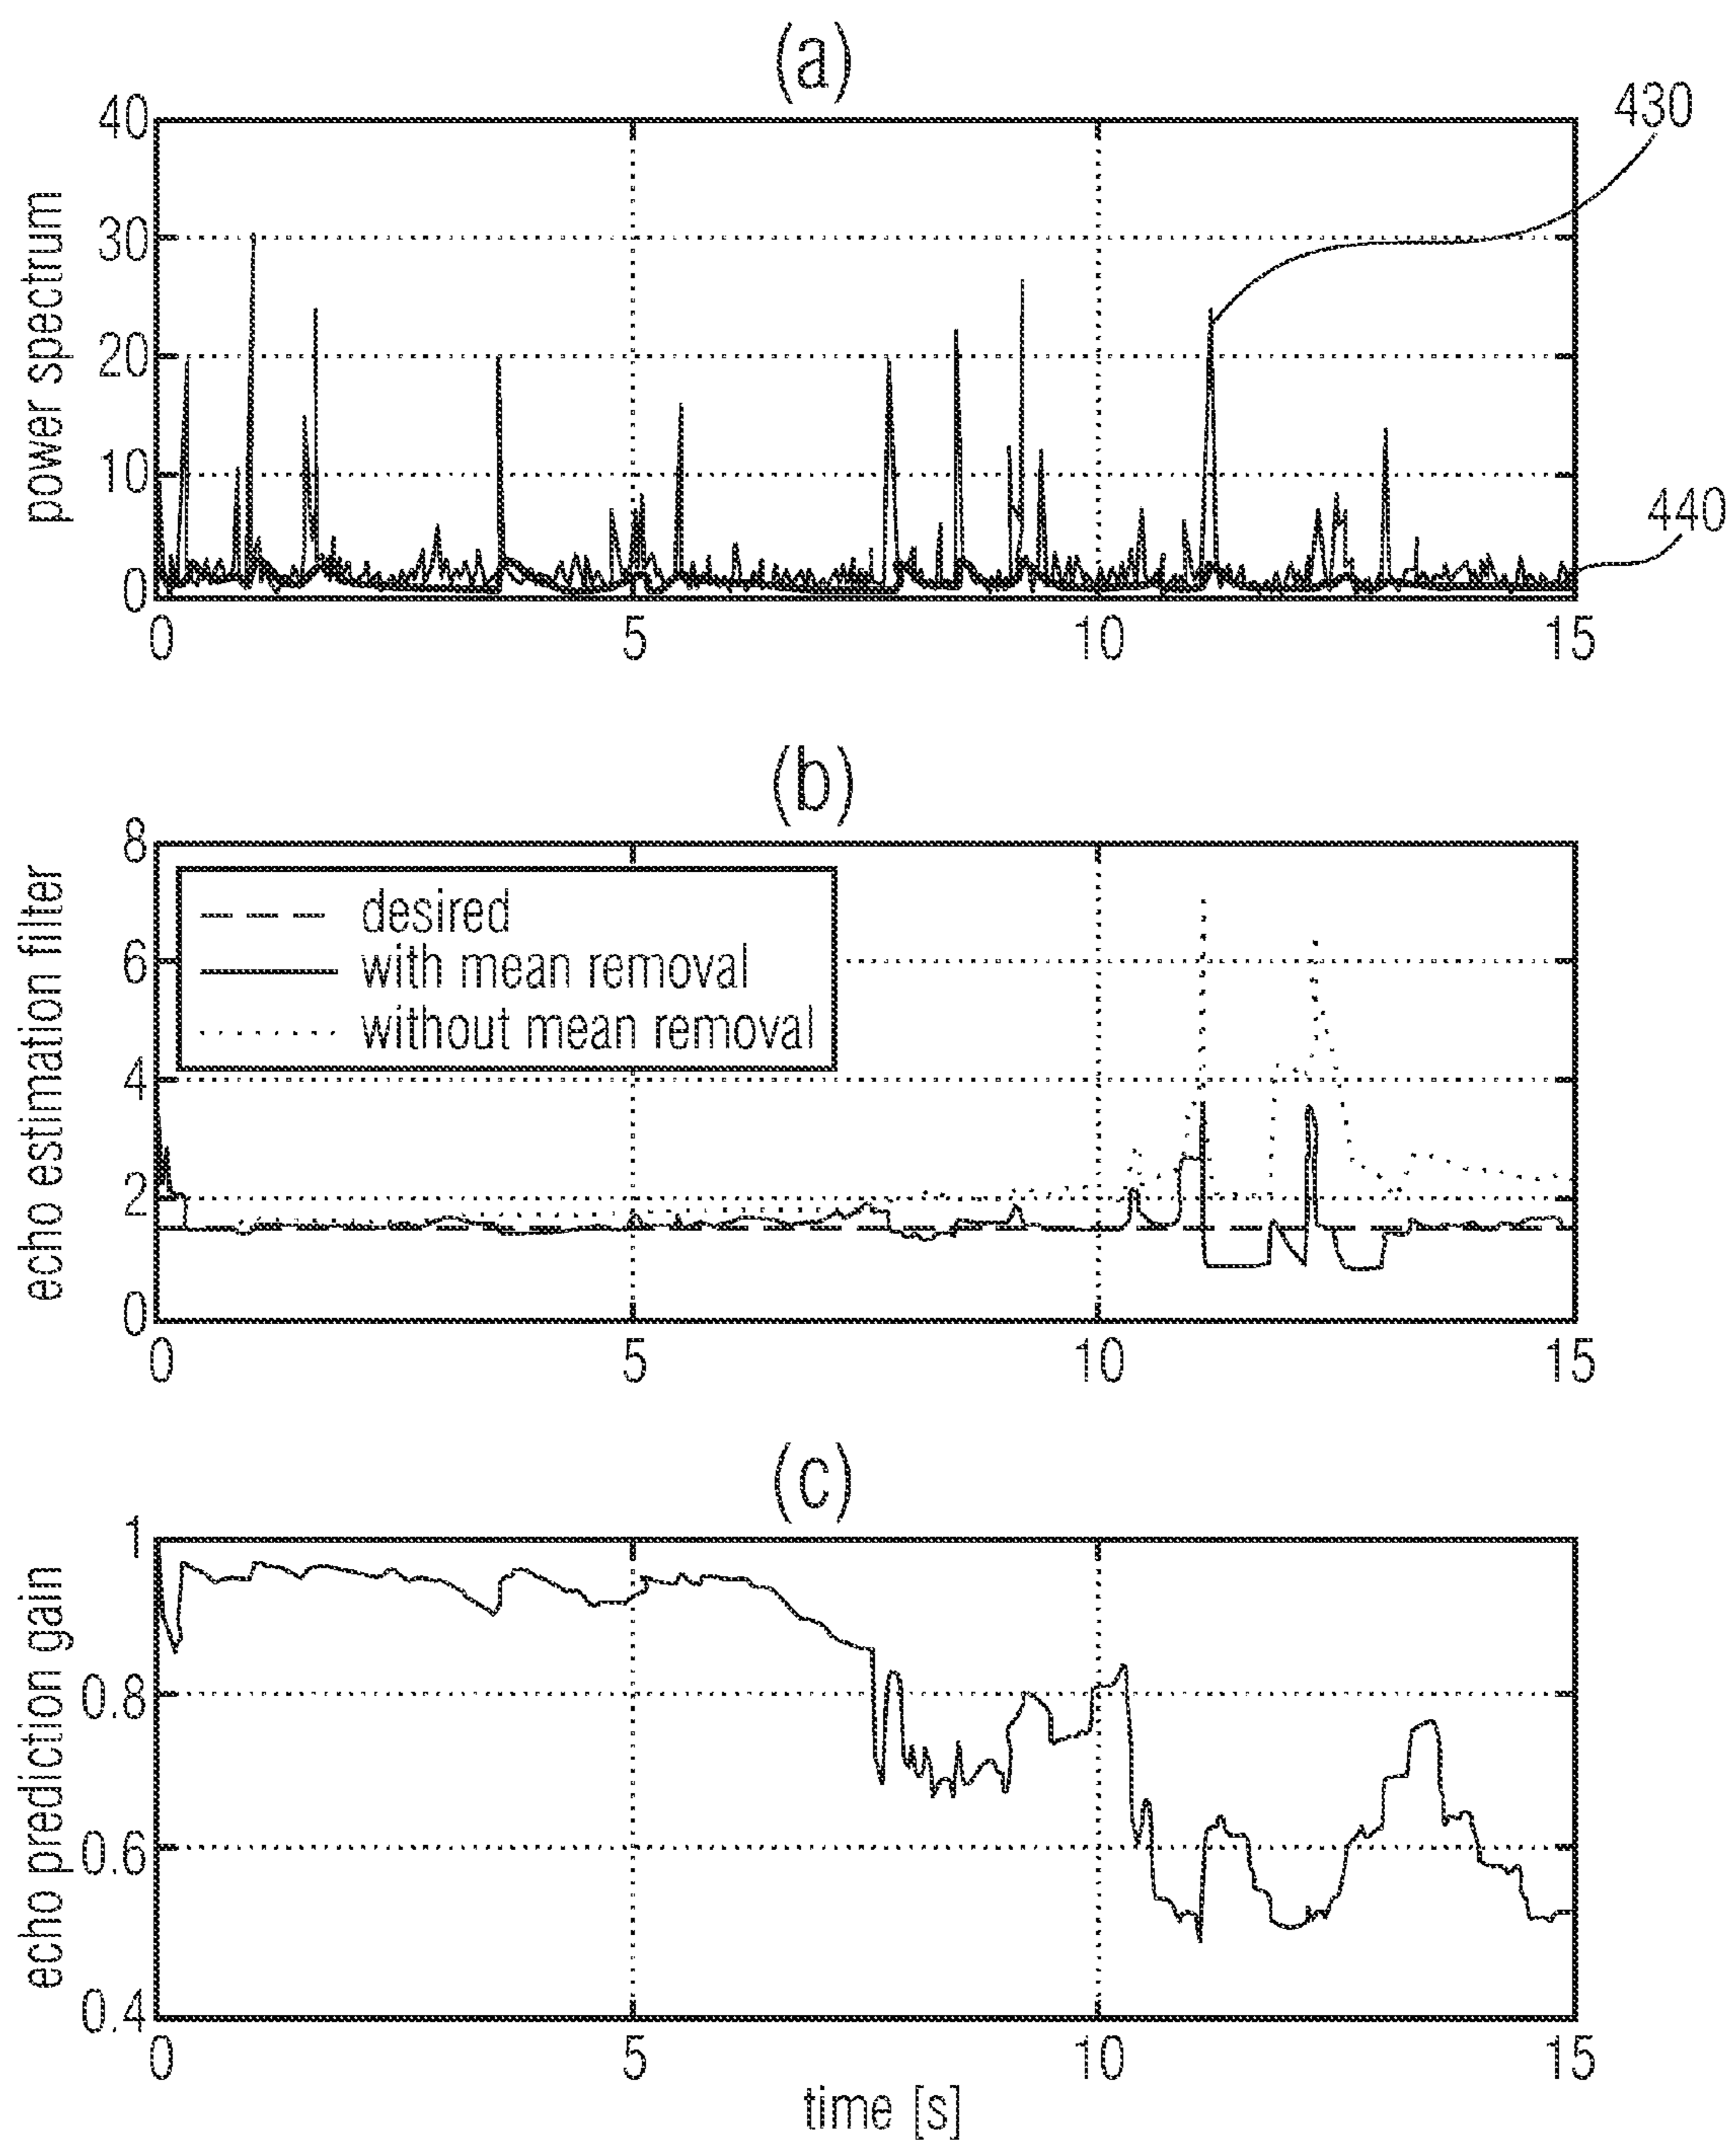 (a)
430
40
30
20
10
0
power spectrum
440
0 5 10 15
(b)
8
6
4
2
0
echo estimation filter
desired
with mean removal
without mean removal
0 5 10 15
(c)
1
0.8
0.6
0.4
echo prediction gain
0 5 10 15
time [s]